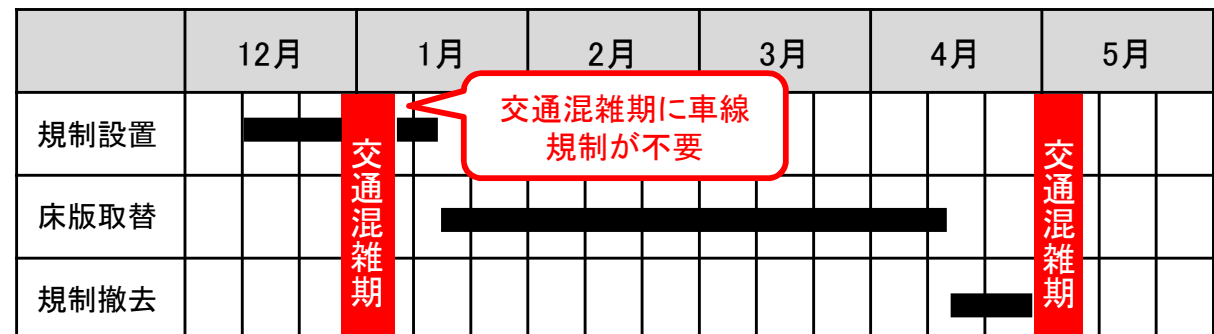 12月 1月 2月 3月 4月 5月
交通混雑期に車線
規制が不要
規制設置
床版取替
規制撤去
交通混雑期
交通混雑期